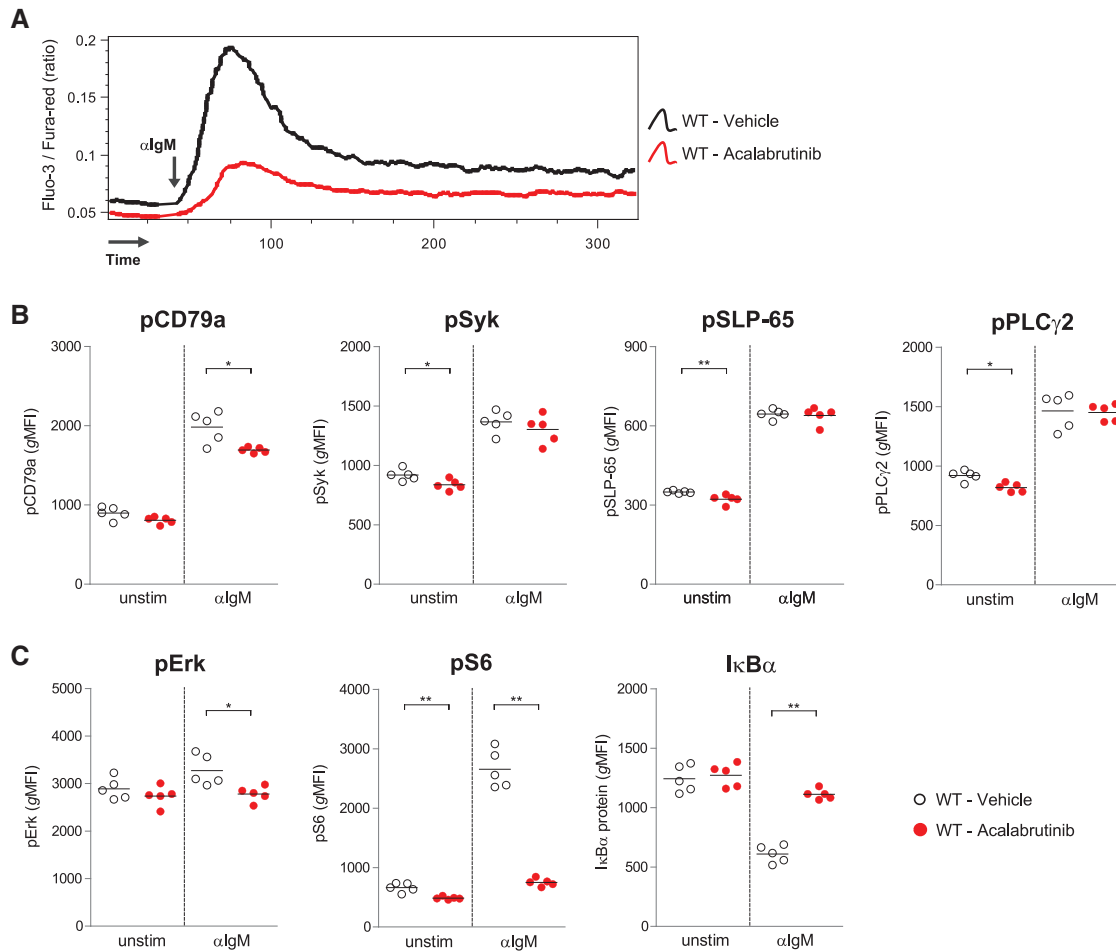 A
Fluo-3 / Fura-red (ratio)
0.2
0.15
0.1
0.05
αIgM
100
200
300
Time
WT - Vehicle
WT - Acalabrutinib
B
pCD79a
pCD79a (gMFI)
3000
2000
1000
0
*
unstim
αIgM
pSyk
pSyk (gMFI)
2000
1500
1000
500
0
*
unstim
αIgM
pSLP-65
pSLP-65 (gMFI)
900
600
300
0
**
unstim
αIgM
pPLCγ2
pPLCγ2 (gMFI)
2000
1500
1000
500
0
*
unstim
αIgM
C
pErk
pErk (gMFI)
5000
4000
3000
2000
1000
0
*
unstim
αIgM
pS6
pS6 (gMFI)
4000
3000
2000
1000
0
**
**
unstim
αIgM
IκBα
IκBα protein (gMFI)
2000
1500
1000
500
0
**
unstim
αIgM
WT - Vehicle
WT - Acalabrutinib